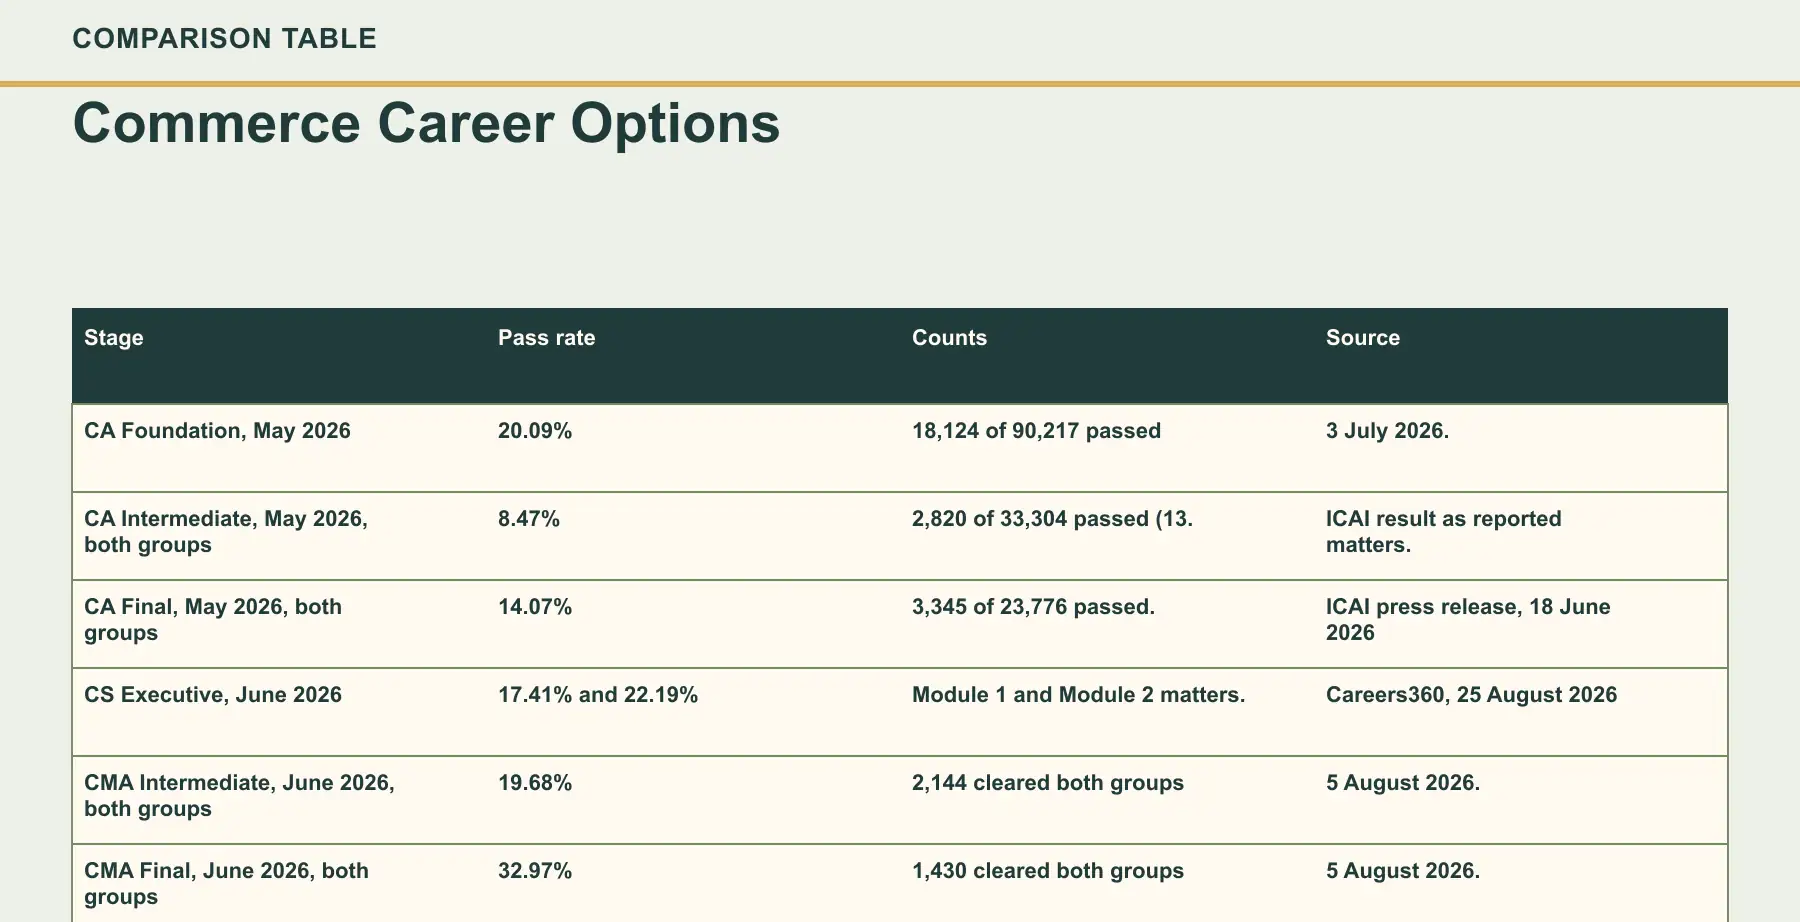 COMPARISON TABLE
Commerce Career Options
Stage Pass rate Counts Source
CA Foundation, May 2026 20.09% 18,124 of 90,217 passed 3 July 2026.
CA Intermediate, May 2026, 8.47% 2,820 of 33,304 passed (13. ICAI result as reported
both groups matters.
CA Final, May 2026, both 14.07% 3,345 of 23,776 passed. ICAI press release, 18 June
groups 2026
CS Executive, June 2026 17.41% and 22.19% Module 1 and Module 2 matters. Careers360, 25 August 2026
CMA Intermediate, June 2026, 19.68% 2,144 cleared both groups 5 August 2026.
both groups
CMA Final, June 2026, both 32.97% 1,430 cleared both groups 5 August 2026.
groups